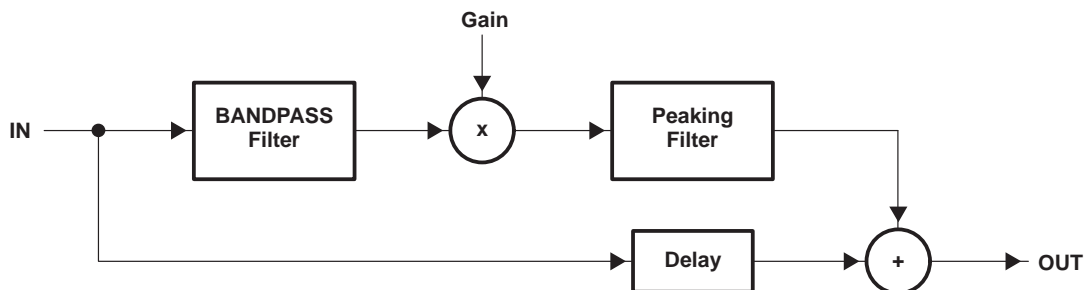 Gain
BANDPASS
Filter
x
Peaking
Filter
IN
Delay
+
OUT